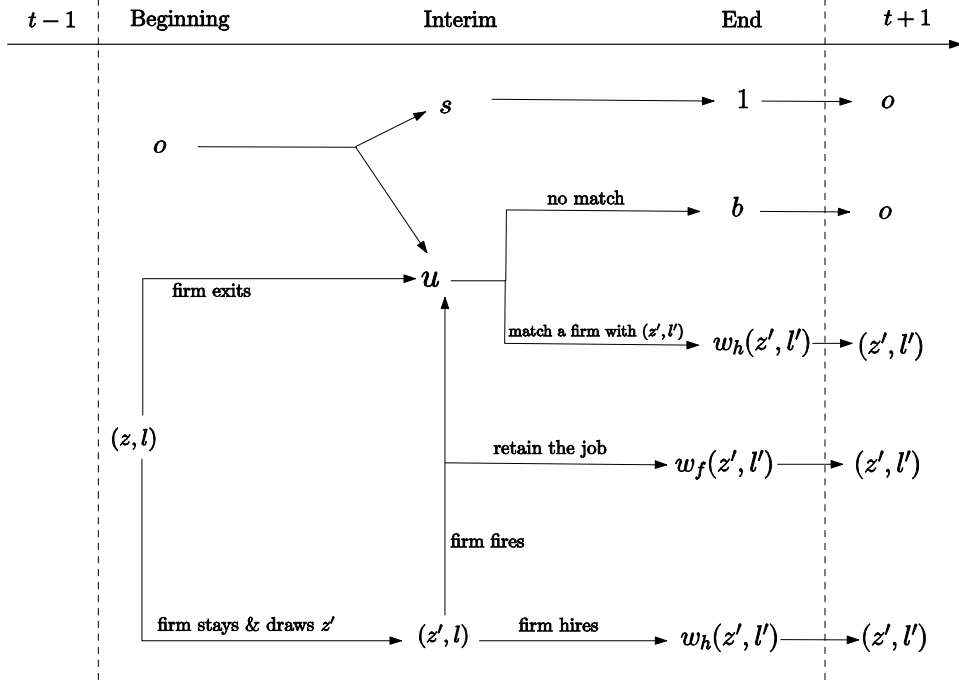 t − 1 Beginning Interim End t + 1
s 1 o
o
no match b o
u
firm exits
match a firm with (z′, l′) w_h(z′, l′) (z′, l′)
(z, l)
retain the job w_f(z′, l′) (z′, l′)
firm fires
firm stays & draws z′ (z′, l) firm hires w_h(z′, l′) (z′, l′)